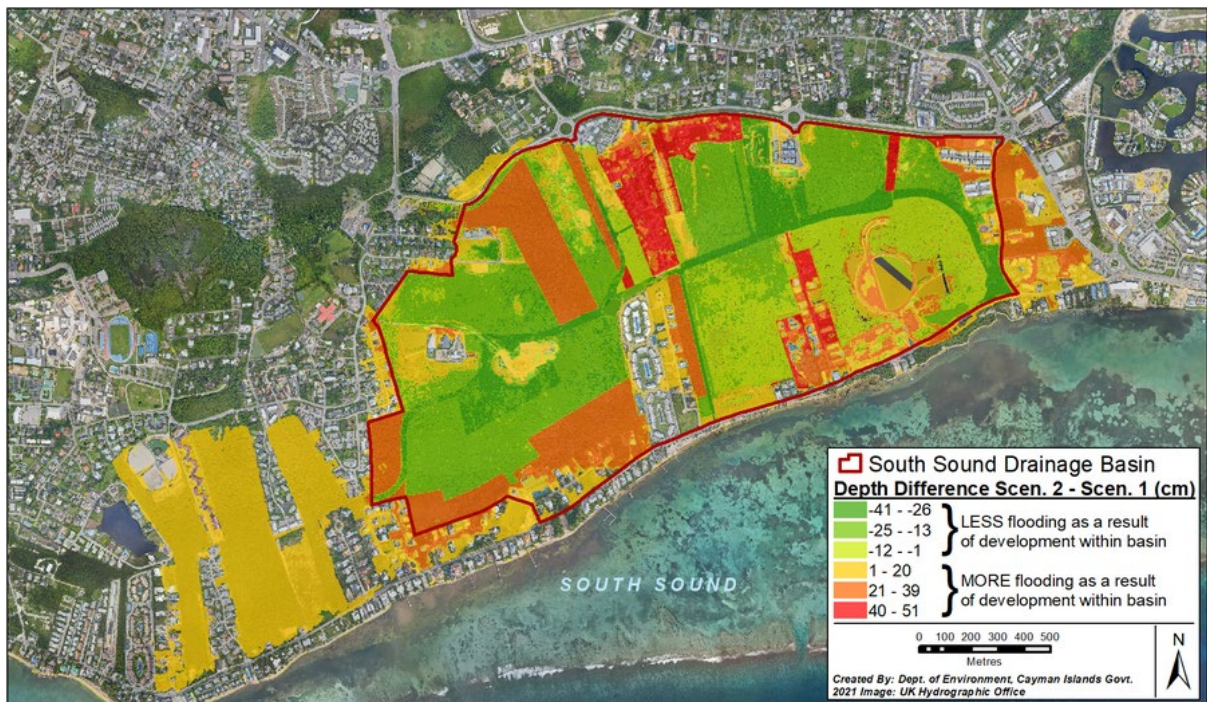 SOUTH SOUND
South Sound Drainage Basin
Depth Difference Scen. 2 - Scen. 1 (cm)
-41 - -26
-25 - -13
-12 - -1
LESS flooding as a result
of development within basin
1 - 20
21 - 39
40 - 51
MORE flooding as a result
of development within basin
0 100 200 300 400 500
Metres
N
Created By: Dept. of Environment, Cayman Islands Govt.
2021 Image: UK Hydrographic Office